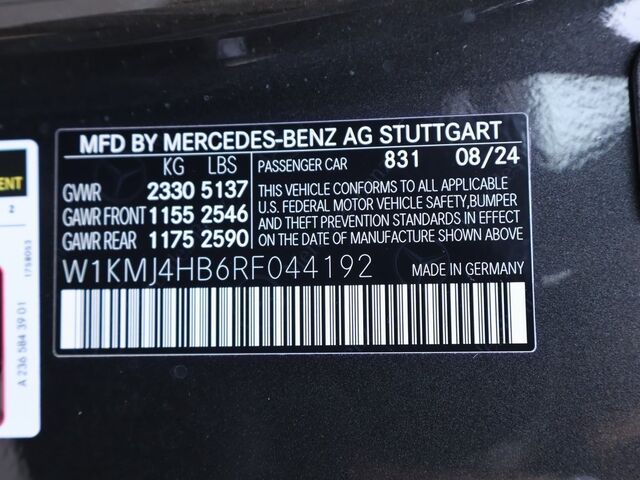 MFD BY MERCEDES-BENZ AG STUTTGART
KG LBS
GVWR 2330 5137
GAWR FRONT 1155 2546
GAWR REAR 1175 2590
PASSENGER CAR 831 08/24
THIS VEHICLE CONFORMS TO ALL APPLICABLE
U.S. FEDERAL MOTOR VEHICLE SAFETY,BUMPER
AND THEFT PREVENTION STANDARDS IN EFFECT
ON THE DATE OF MANUFACTURE SHOWN ABOVE.
W1KMJ4HB6RF044192
MADE IN GERMANY
ENT
2
1758053
A 236 584 39 01